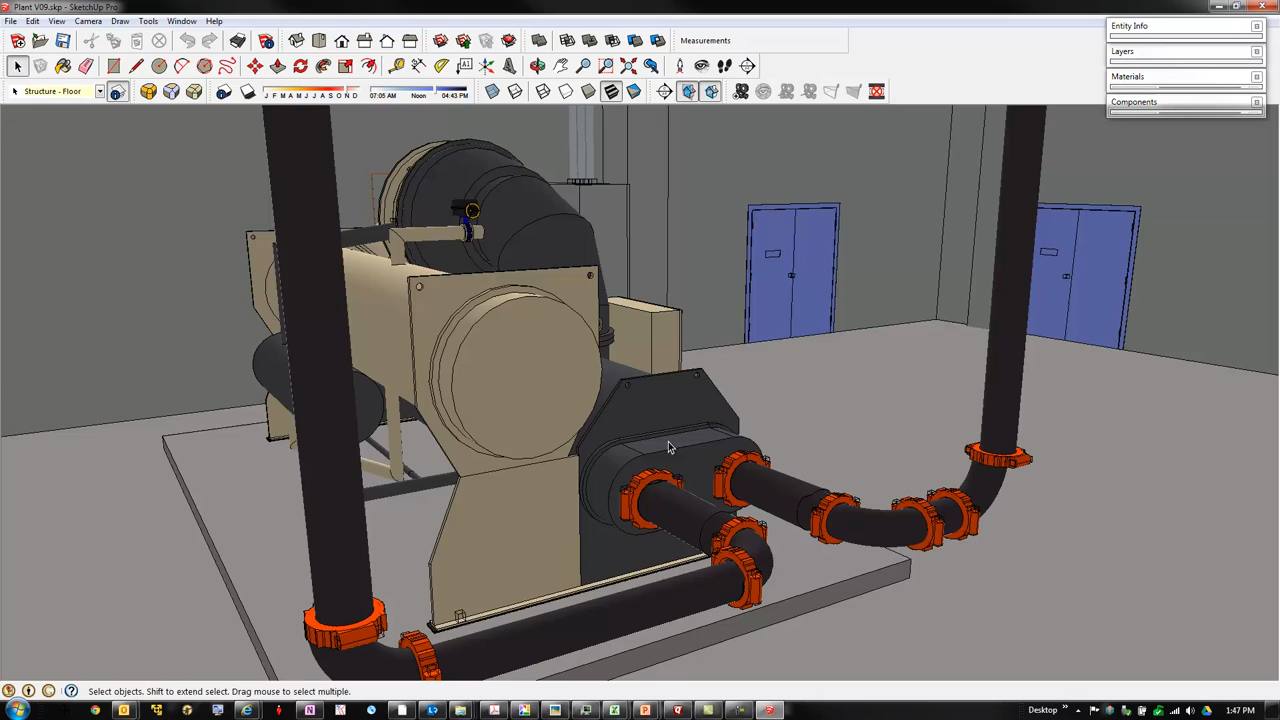 Plant V09.skp - SketchUp Pro
File Edit View Camera Draw Tools Window Help
Measurements
Structure - Floor
J F M A M J J A S O N D
07:05 AM Noon 04:43 PM
Entity Info
Layers
Materials
Components
Select objects. Shift to extend select. Drag mouse to select multiple.
Desktop
1:47 PM